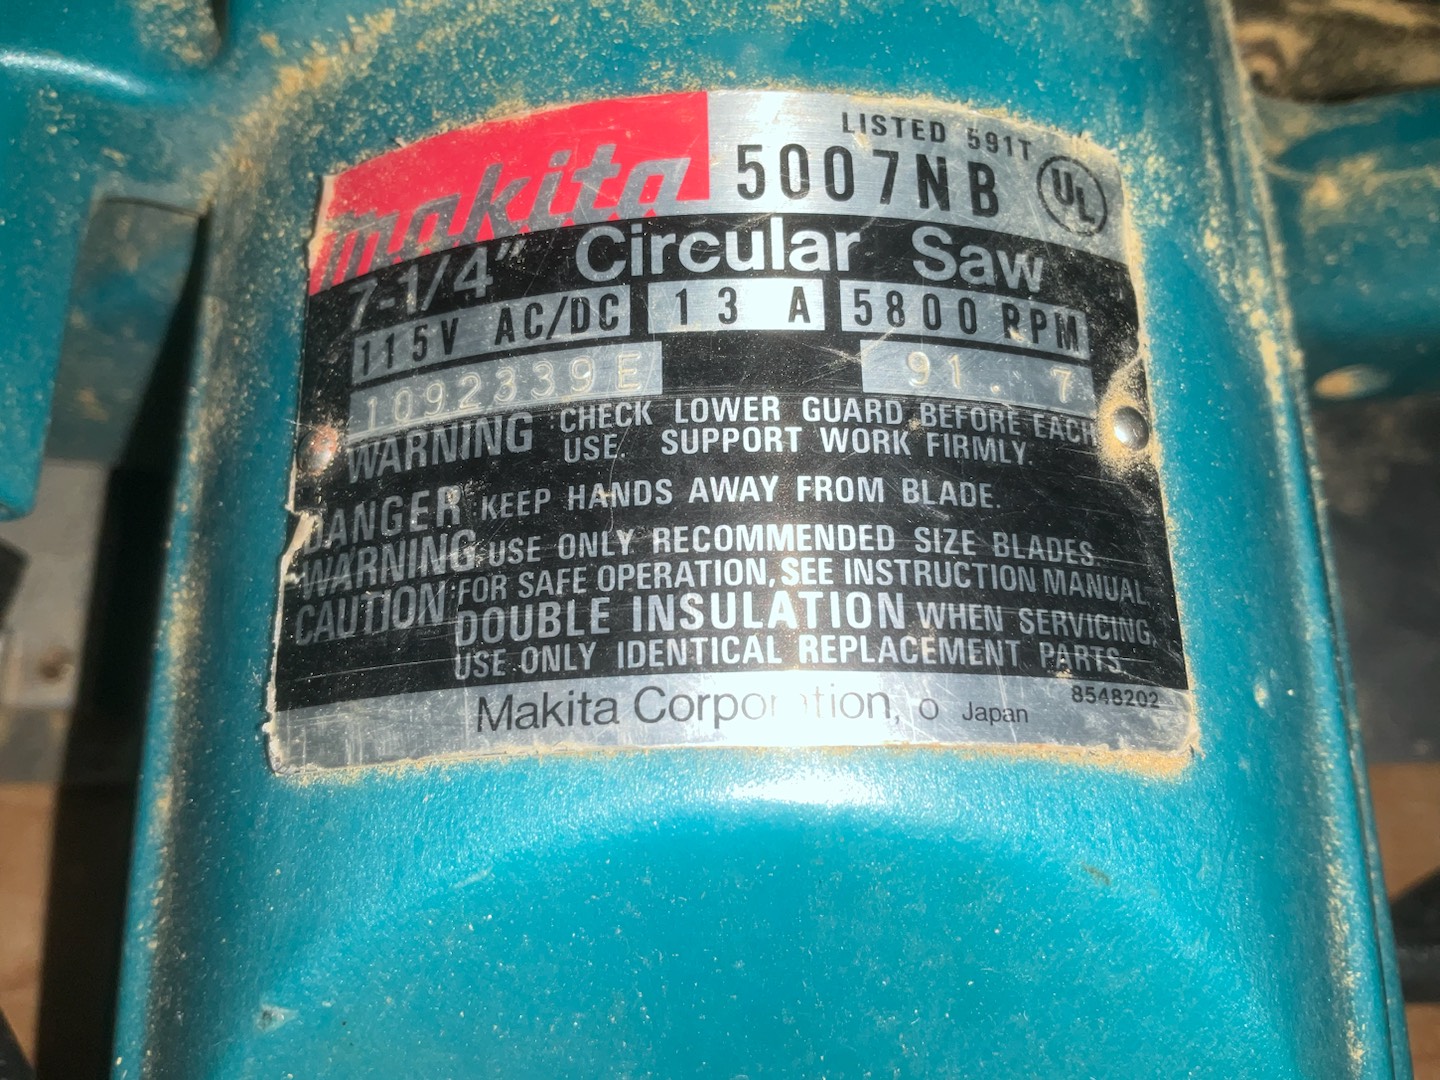 LISTED 591T
makita 5007NB UL
7-1/4" Circular Saw
115V AC/DC 13 A 5800 RPM
1092339E 91. 7
WARNING : CHECK LOWER GUARD BEFORE EACH
USE. SUPPORT WORK FIRMLY.
DANGER : KEEP HANDS AWAY FROM BLADE.
WARNING : USE ONLY RECOMMENDED SIZE BLADES.
CAUTION : FOR SAFE OPERATION, SEE INSTRUCTION MANUAL.
DOUBLE INSULATION WHEN SERVICING,
USE ONLY IDENTICAL REPLACEMENT PARTS.
Makita Corporation, O Japan 8548202